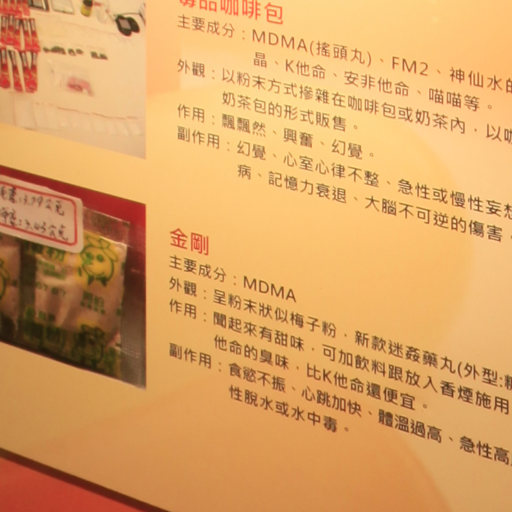 毒品咖啡包
主要成分：MDMA(搖頭丸)、FM2、神仙水的
晶、K他命、安非他命、喵喵等。
外觀：以粉末方式摻雜在咖啡包或奶茶內，以咖
奶茶包的形式販售。
作用：飄飄然、興奮、幻覺。
副作用：幻覺、心室心律不整、急性或慢性妄想
病、記憶力衰退、大腦不可逆的傷害，
金剛
主要成分：MDMA
外觀：呈粉末狀似梅子粉，新款迷姦藥丸(外型:糖
作用：聞起來有甜味，可加飲料跟放入香煙施用
他命的臭味，比K他命還便宜。
副作用：食慾不振、心跳加快、體溫過高、急性高
性脫水或水中毒。